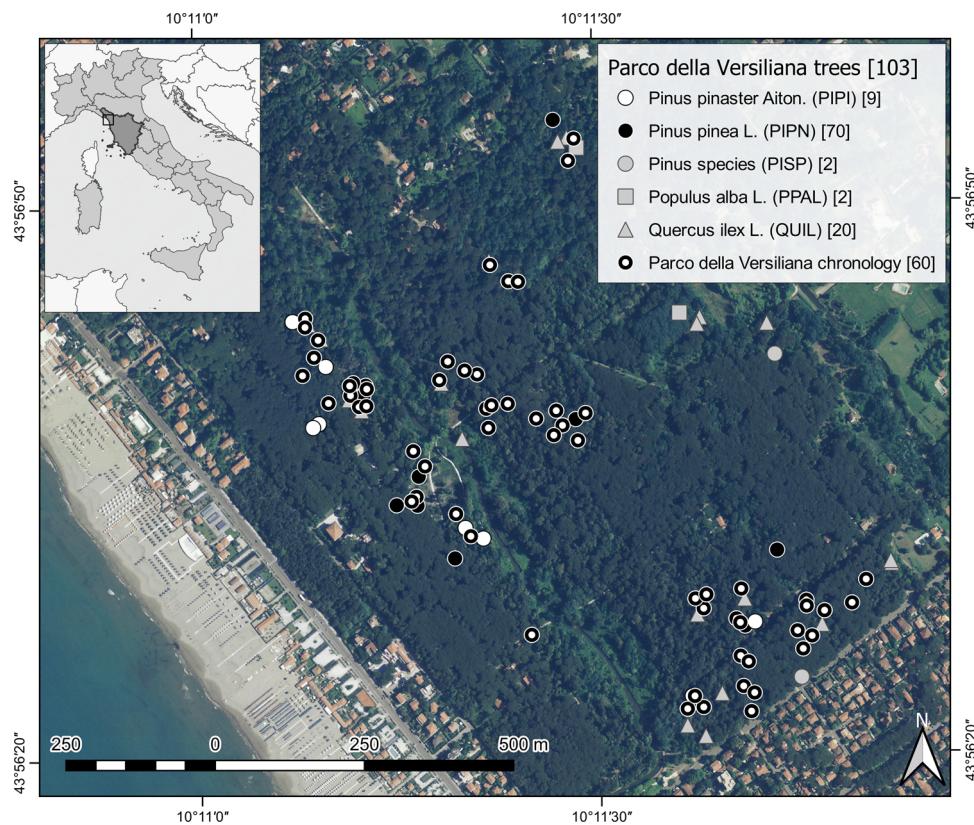 10°11′0″
10°11′30″
Parco della Versiliana trees [103]
Pinus pinaster Aiton. (PIPI) [9]
Pinus pinea L. (PIPN) [70]
Pinus species (PISP) [2]
Populus alba L. (PPAL) [2]
Quercus ilex L. (QUIL) [20]
Parco della Versiliana chronology [60]
43°56′50″
43°56′50″
250
0
250
500 m
N
43°56′20″
43°56′20″
10°11′0″
10°11′30″